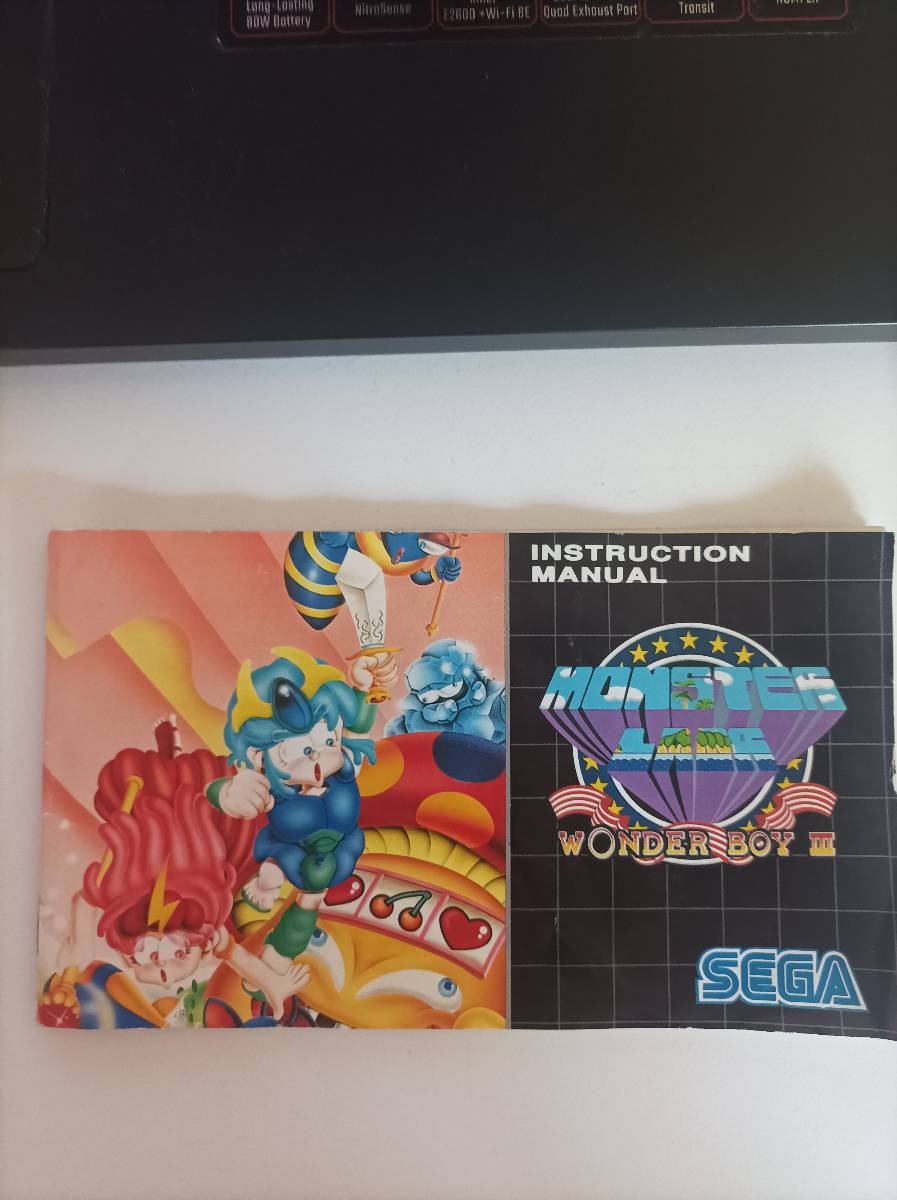 Long-Lasting
90W Battery
NitroSense
E2600 +Wi-Fi 6E
Quad Exhaust Port
Transit
INSTRUCTION
MANUAL
MONSTER
LAIR
WONDER BOY III
SEGA